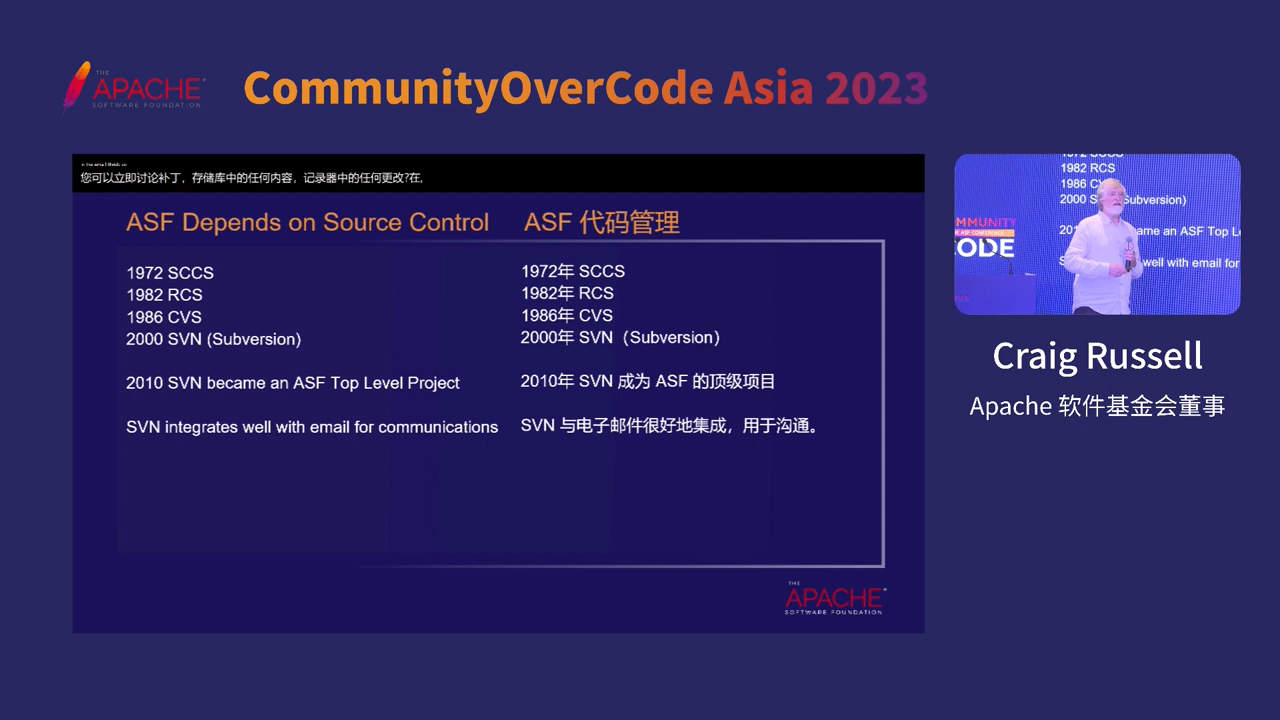 THE
APACHE
SOFTWARE FOUNDATION
CommunityOverCode Asia 2023
您可以立即讨论补丁，存储库中的任何内容，记录器中的任何更改?在,
ASF Depends on Source Control
1972 SCCS
1982 RCS
1986 CVS
2000 SVN (Subversion)
2010 SVN became an ASF Top Level Project
SVN integrates well with email for communications
ASF 代码管理
1972年 SCCS
1982年 RCS
1986年 CVS
2000年 SVN（Subversion）
2010年 SVN 成为 ASF 的顶级项目
SVN 与电子邮件很好地集成，用于沟通。
THE
APACHE
SOFTWARE FOUNDATION
1972 SCCS
1982 RCS
1986
2000 Subversion)
ame an ASF Top
well with email for
MMUNITY
ODE
Craig Russell
Apache 软件基金会董事